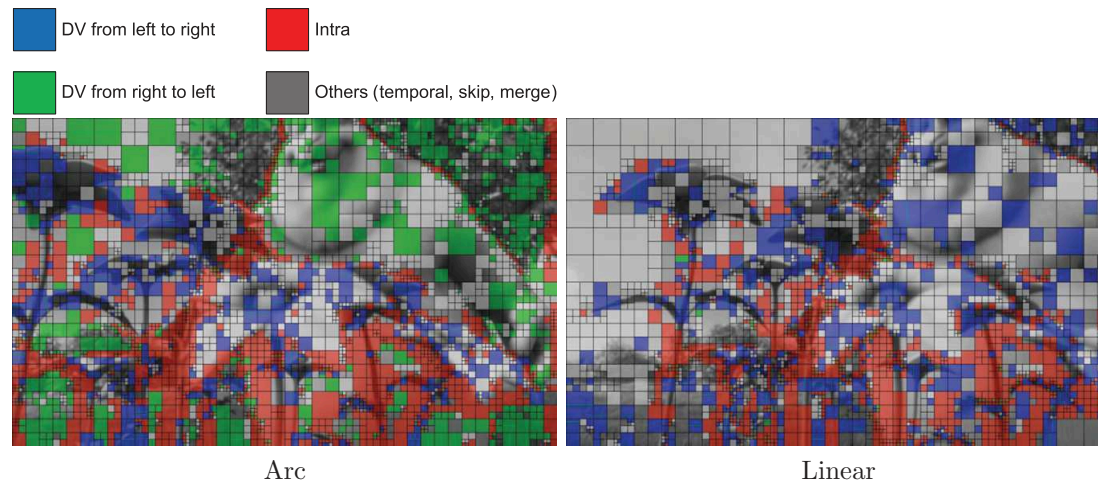 DV from left to right
Intra
DV from right to left
Others (temporal, skip, merge)
Arc
Linear